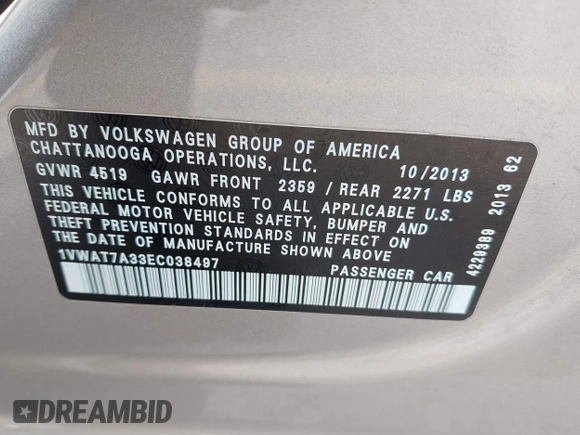 MFD BY VOLKSWAGEN GROUP OF AMERICA
CHATTANOOGA OPERATIONS, LLC. 10/2013
GVWR 4519 GAWR FRONT 2359 / REAR 2271 LBS
THIS VEHICLE CONFORMS TO ALL APPLICABLE U.S.
FEDERAL MOTOR VEHICLE SAFETY, BUMPER AND
THEFT PREVENTION STANDARDS IN EFFECT ON THE
DATE OF MANUFACTURE SHOWN ABOVE
1VWAT7A33EC038497 PASSENGER CAR
4229389 2013 62
DREAMBID